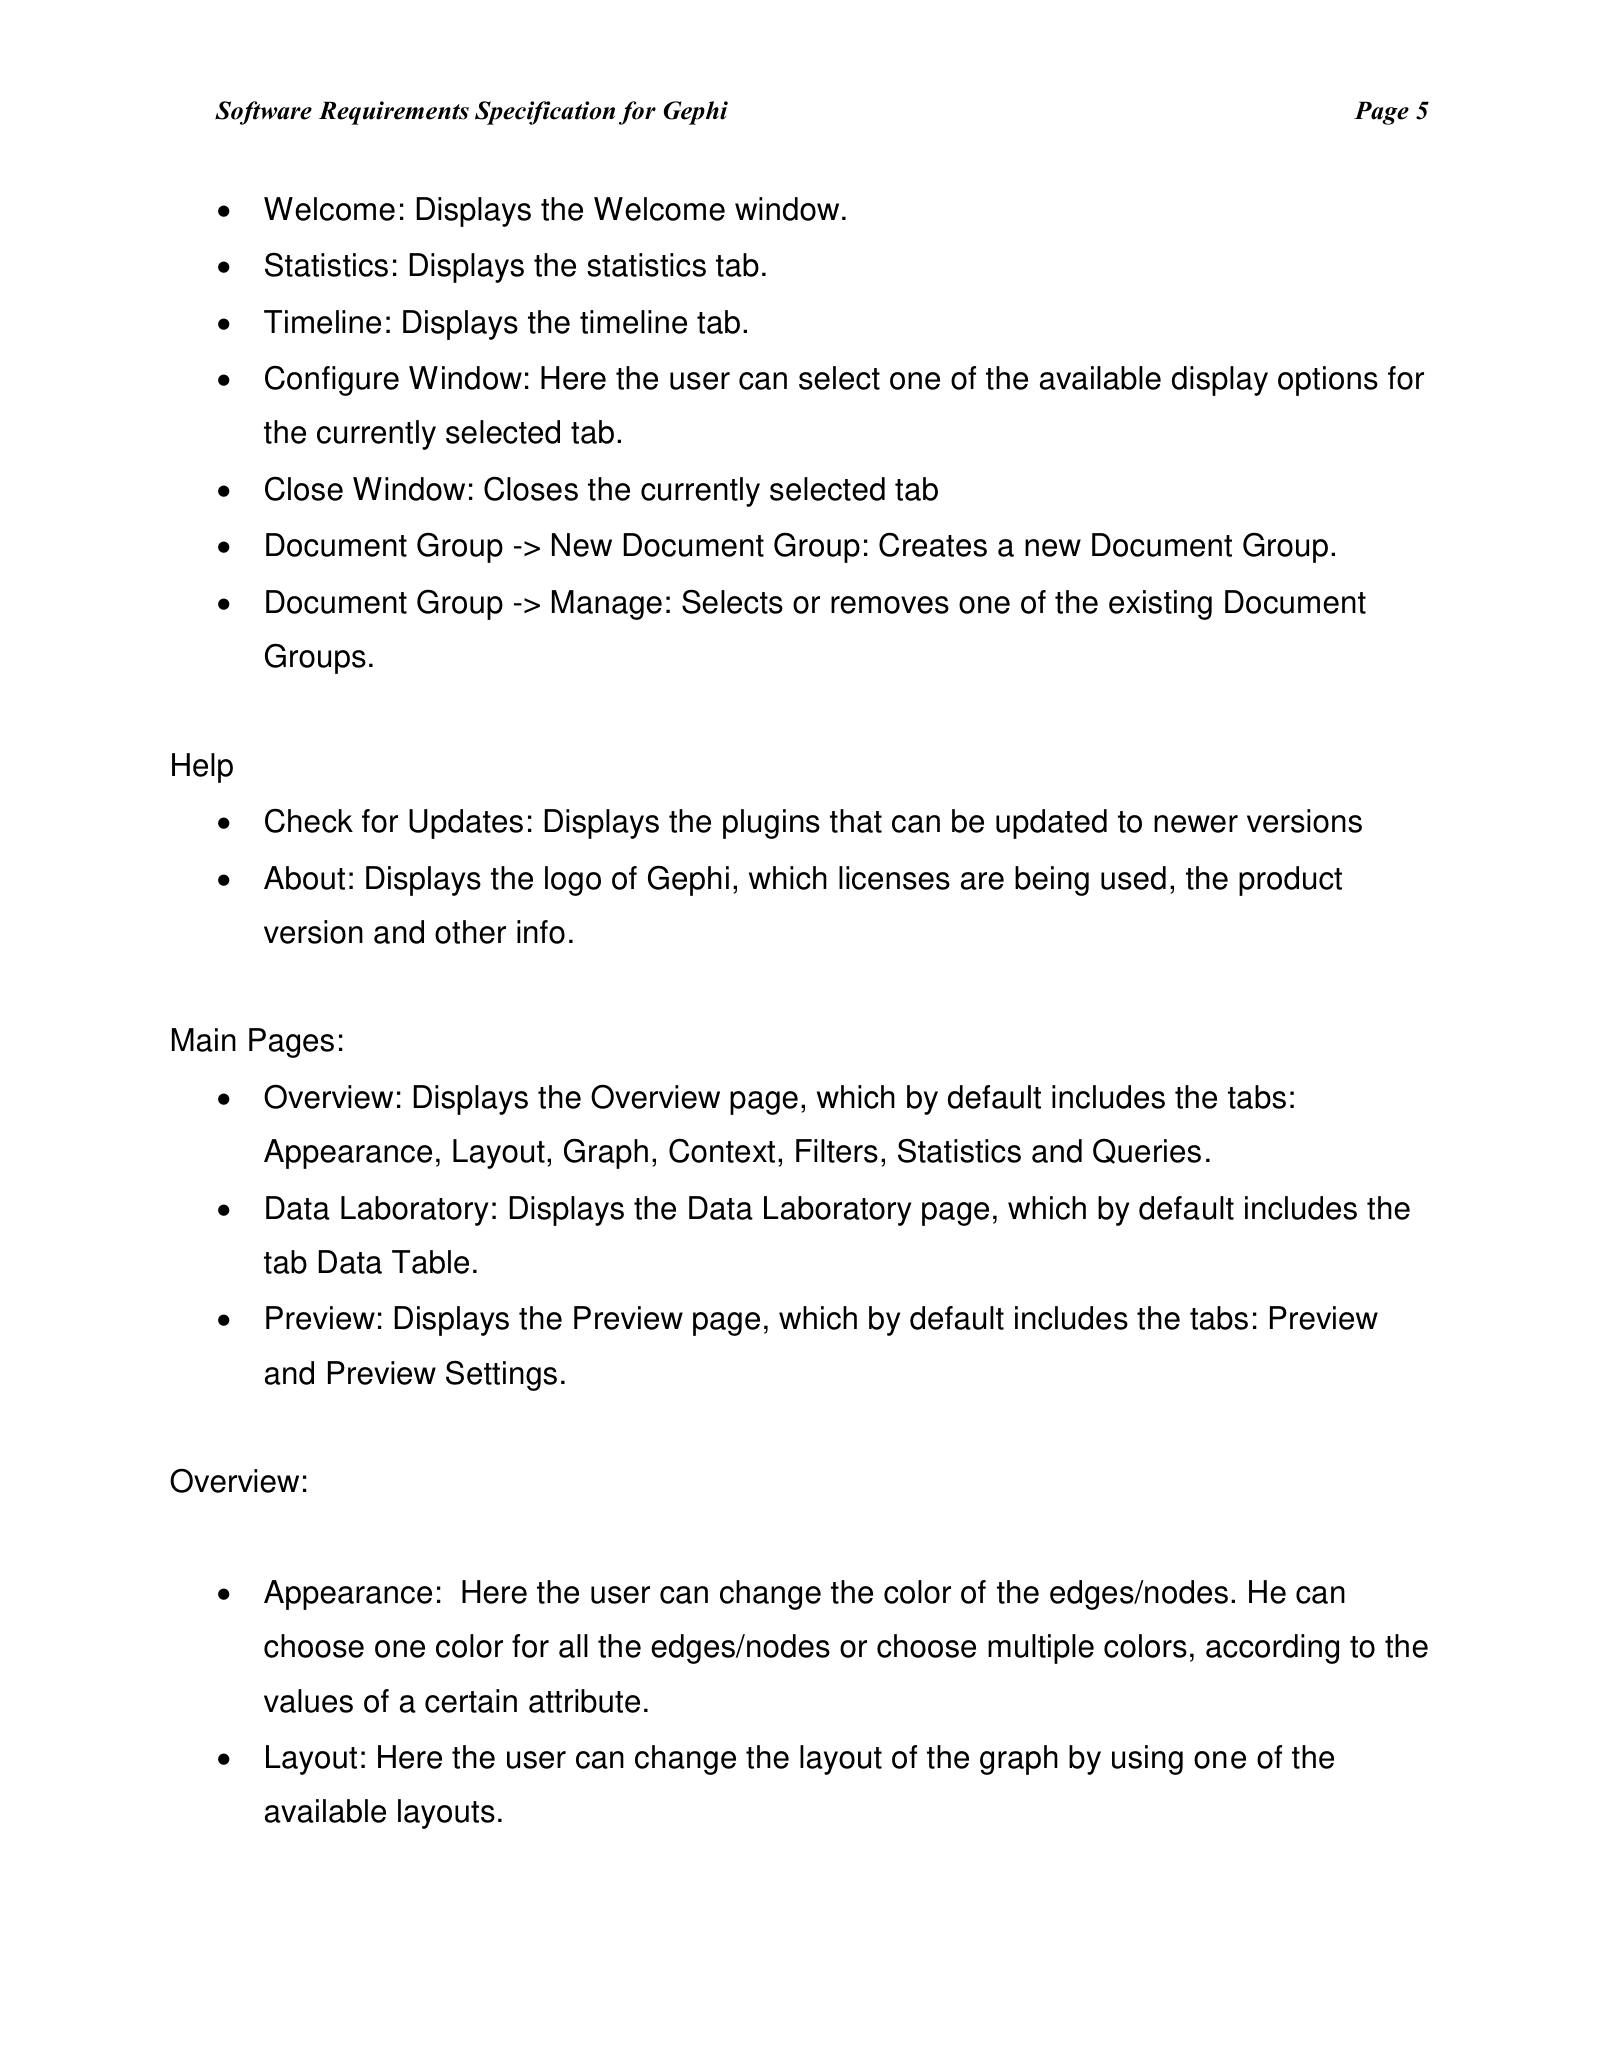 Software Requirements Specification for Gephi Page 5
• Welcome: Displays the Welcome window.
• Statistics: Displays the statistics tab.
• Timeline: Displays the timeline tab.
• Configure Window: Here the user can select one of the available display options for
the currently selected tab.
• Close Window: Closes the currently selected tab
• Document Group -> New Document Group: Creates a new Document Group.
• Document Group -> Manage: Selects or removes one of the existing Document
Groups.
Help
• Check for Updates: Displays the plugins that can be updated to newer versions
• About: Displays the logo of Gephi, which licenses are being used, the product
version and other info.
Main Pages:
• Overview: Displays the Overview page, which by default includes the tabs:
Appearance, Layout, Graph, Context, Filters, Statistics and Queries.
• Data Laboratory: Displays the Data Laboratory page, which by default includes the
tab Data Table.
• Preview: Displays the Preview page, which by default includes the tabs: Preview
and Preview Settings.
Overview:
• Appearance:  Here the user can change the color of the edges/nodes. He can
choose one color for all the edges/nodes or choose multiple colors, according to the
values of a certain attribute.
• Layout: Here the user can change the layout of the graph by using one of the
available layouts.